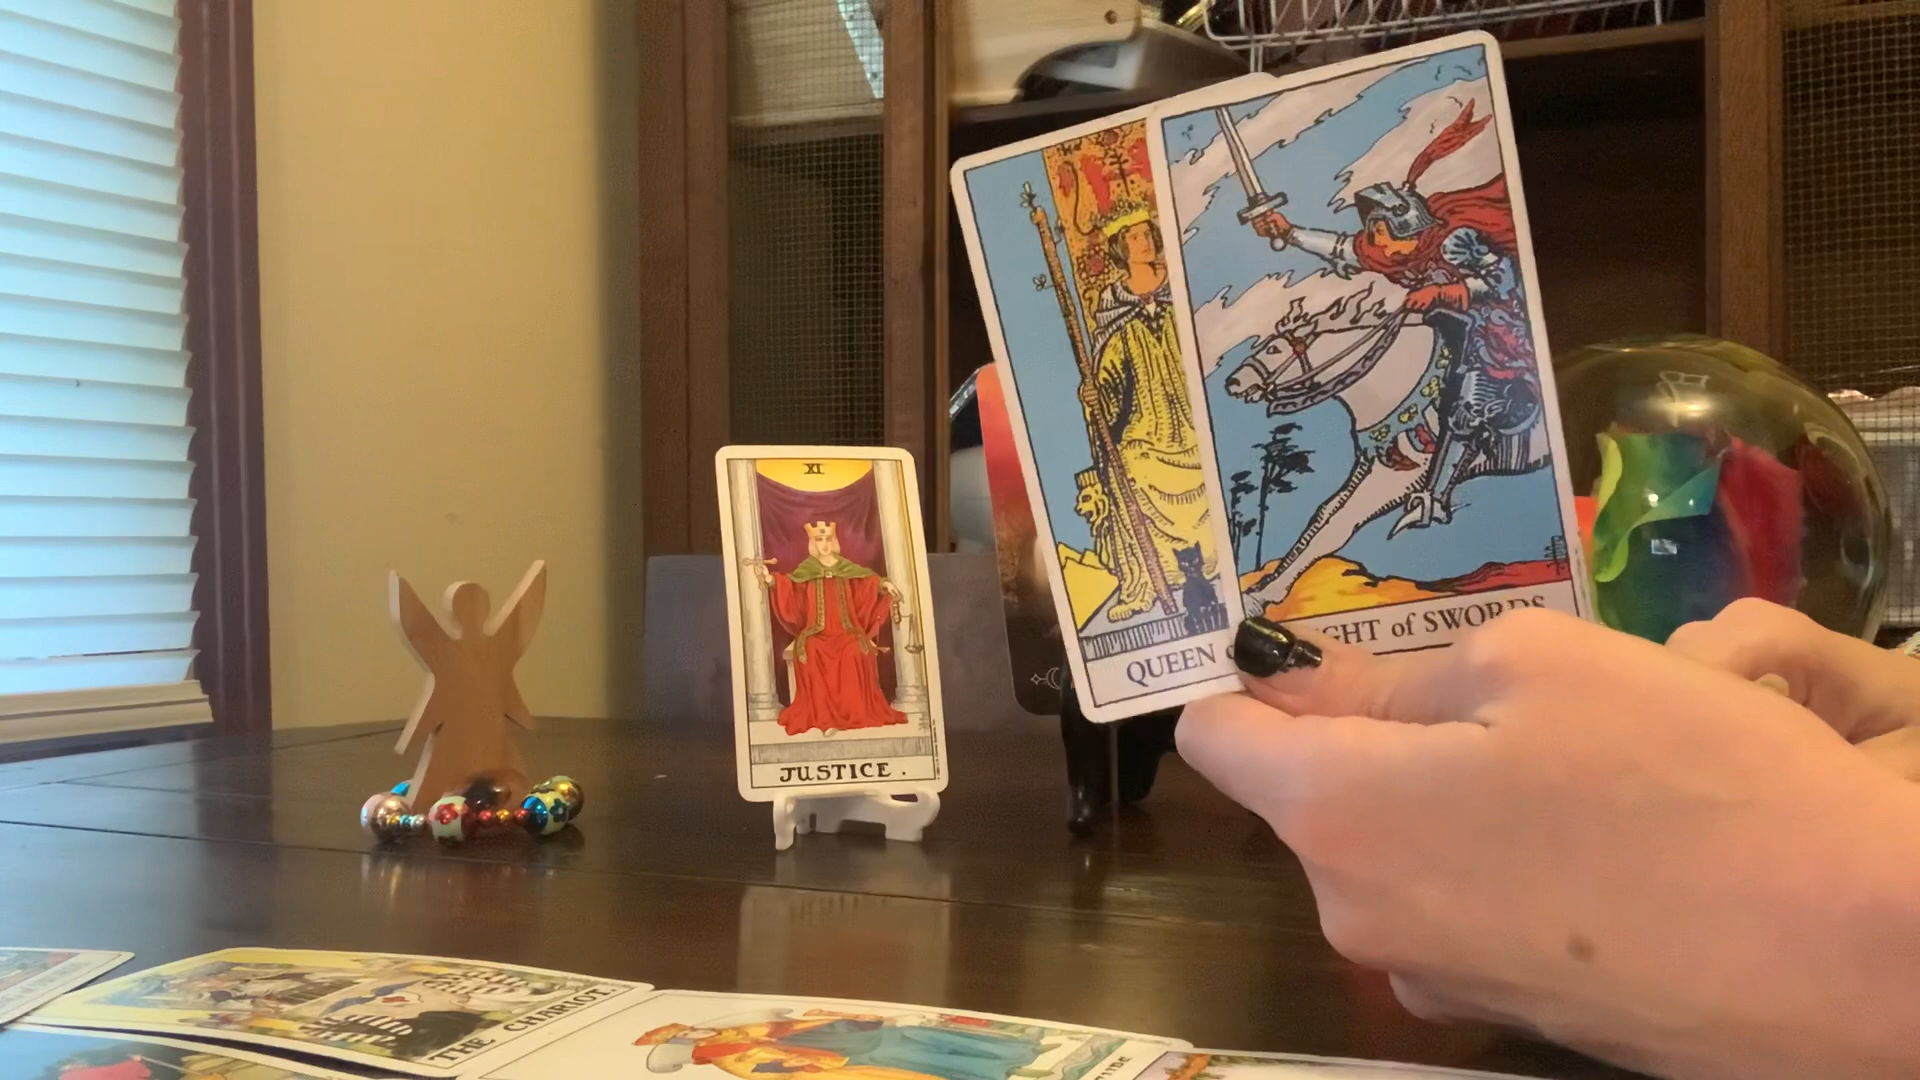 XI
JUSTICE.
QUEEN
GHT of SWORDS
THE CHARIOT.